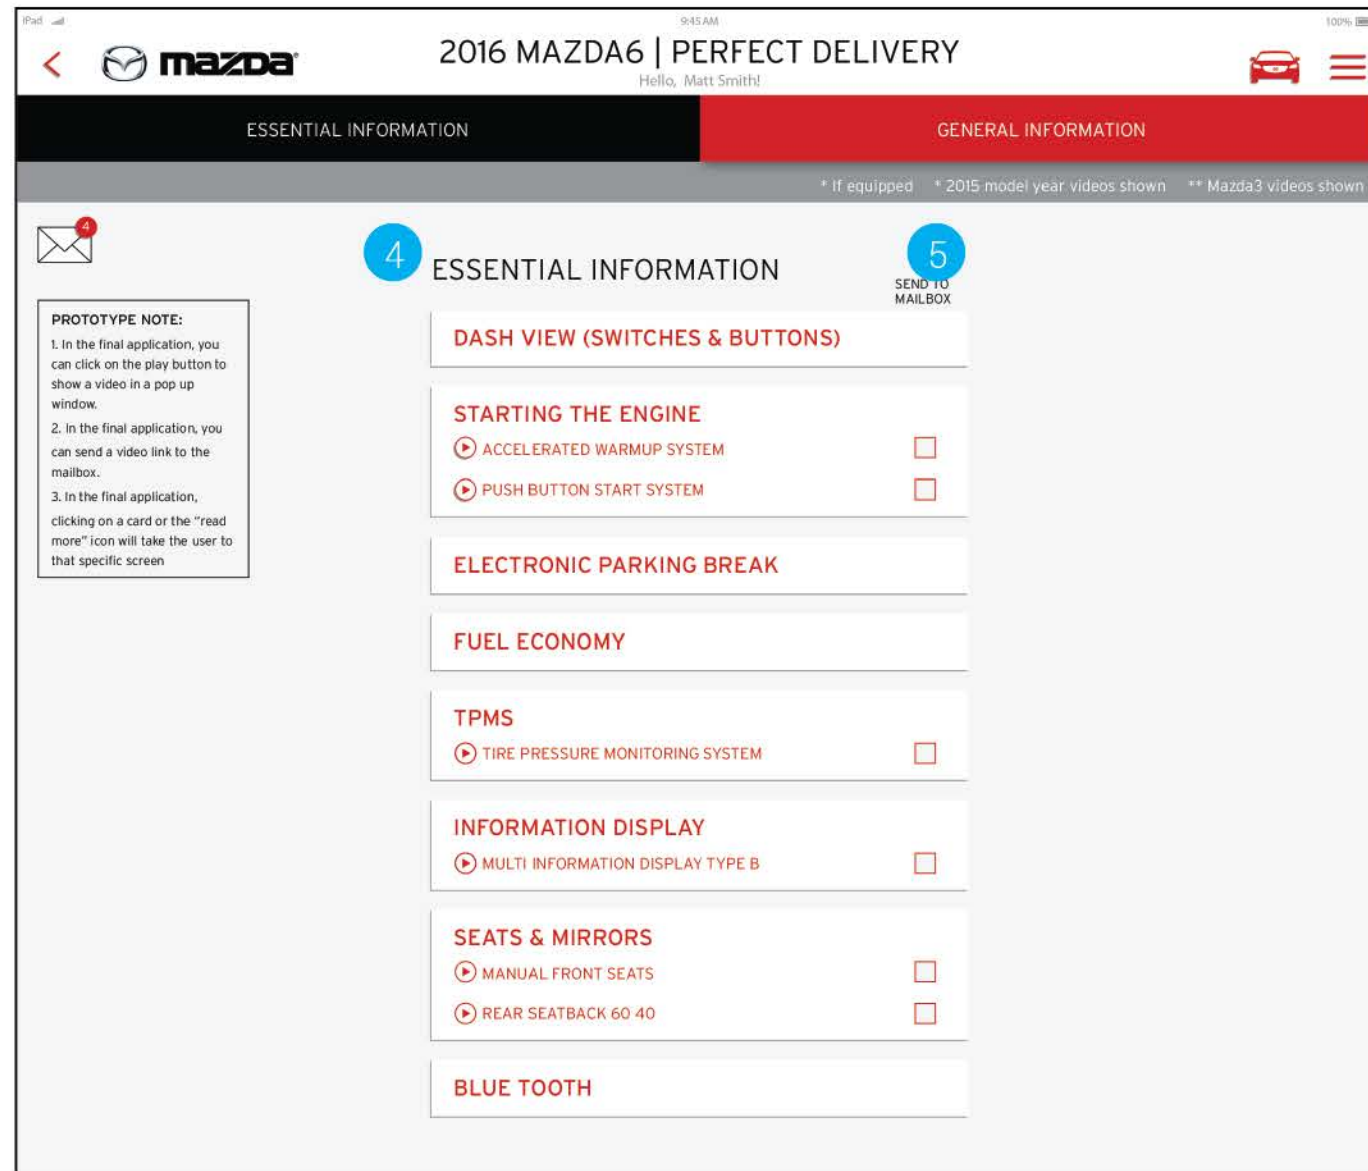 iPad
9:45 AM
100%
mazda
2016 MAZDA6 | PERFECT DELIVERY
Hello, Matt Smith!
ESSENTIAL INFORMATION
GENERAL INFORMATION
* If equipped * 2015 model year videos shown ** Mazda3 videos shown
4
4
ESSENTIAL INFORMATION
5
SEND TO
MAILBOX
PROTOTYPE NOTE:
1. In the final application, you
can click on the play button to
show a video in a pop up
window.
2. In the final application, you
can send a video link to the
mailbox.
3. In the final application,
clicking on a card or the "read
more" icon will take the user to
that specific screen
DASH VIEW (SWITCHES & BUTTONS)
STARTING THE ENGINE
ACCELERATED WARMUP SYSTEM
PUSH BUTTON START SYSTEM
ELECTRONIC PARKING BREAK
FUEL ECONOMY
TPMS
TIRE PRESSURE MONITORING SYSTEM
INFORMATION DISPLAY
MULTI INFORMATION DISPLAY TYPE B
SEATS & MIRRORS
MANUAL FRONT SEATS
REAR SEATBACK 60 40
BLUE TOOTH